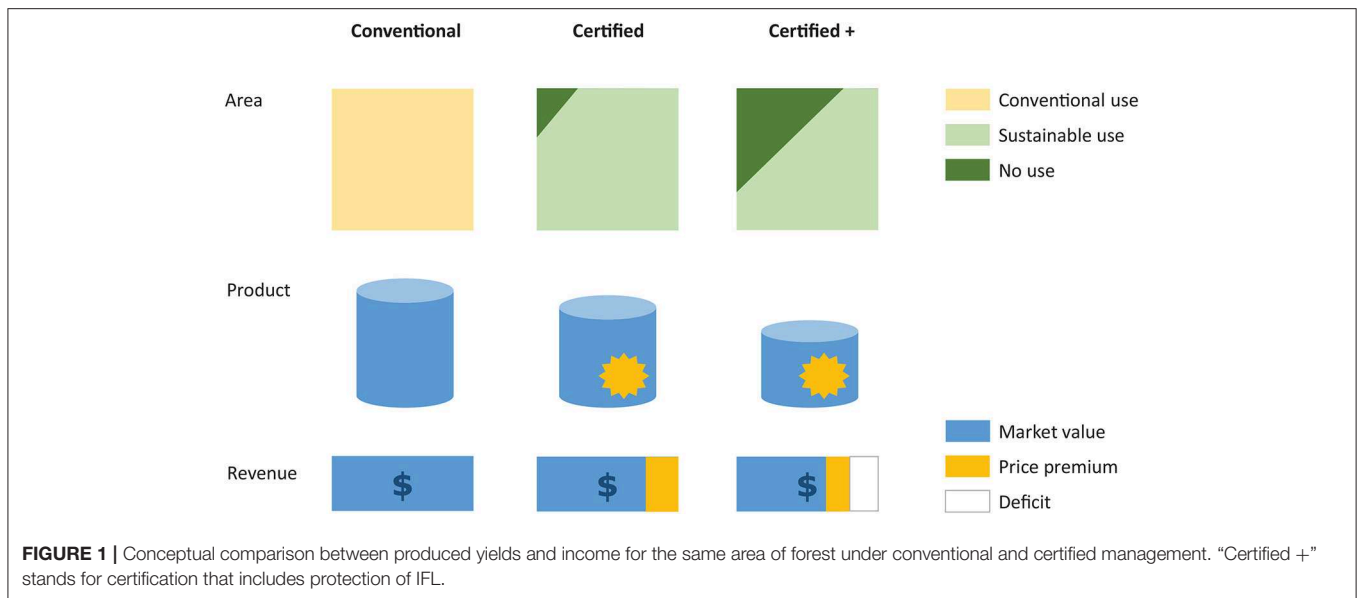 Conventional Certified Certified +
Area
Conventional use
Sustainable use
No use
Product
Market value
Price premium
Deficit
Revenue
$ $ $
FIGURE 1 | Conceptual comparison between produced yields and income for the same area of forest under conventional and certified management. “Certified +”
stands for certification that includes protection of IFL.